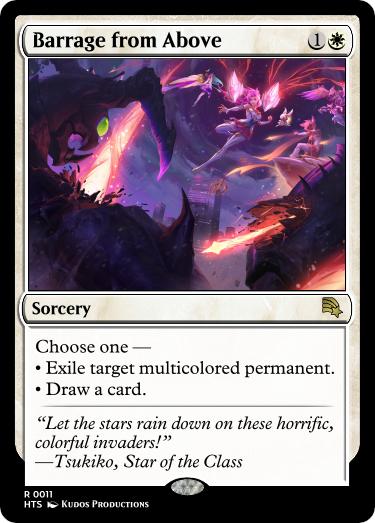 Barrage from Above 1
Sorcery
Choose one —
• Exile target multicolored permanent.
• Draw a card.
“Let the stars rain down on these horrific,
colorful invaders!”
—Tsukiko, Star of the Class
R 0011
HTS Kudos Productions